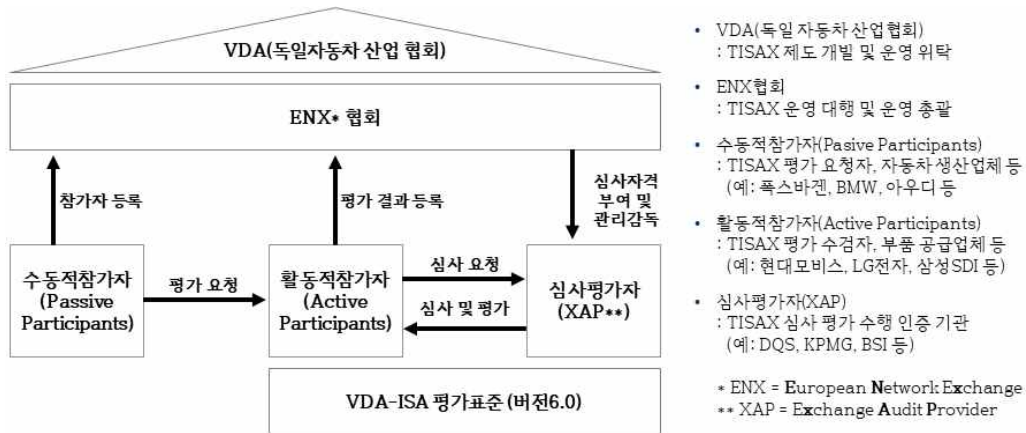 VDA(독일자동차 산업 협회)
ENX* 협회
참가자 등록
평가 결과 등록
심사자격
부여 및
관리감독
수동적참가자
(Passive
Participants)
평가 요청
활동적참가자
(Active
Participants)
심사 요청
심사 및 평가
심사평가자
(XAP**)
VDA-ISA 평가표준 (버전6.0)
• VDA(독일 자동차 산업협회)
: TISAX 제도 개빌 및 운영 위탁
• ENX협회
: TISAX 운영 대행 및 운영 총괄
• 수동적참가자(Pasive Participants)
: TISAX 평가 요청자, 자동차 생산업체 등
(예: 폭스바겐, BMW, 아우디 등
• 활동적참가자(Active Participants)
: TISAX 평가 수검자, 부품 공급업체 등
(예: 현대모비스, LG전자, 삼성SDI 등)
• 심사평가자(XAP)
: TISAX 심사 평가 수행 인증 기관
(예: DQS, KPMG, BSI 등)
* ENX = European Network Exchange
** XAP = Exchange Audit Provider